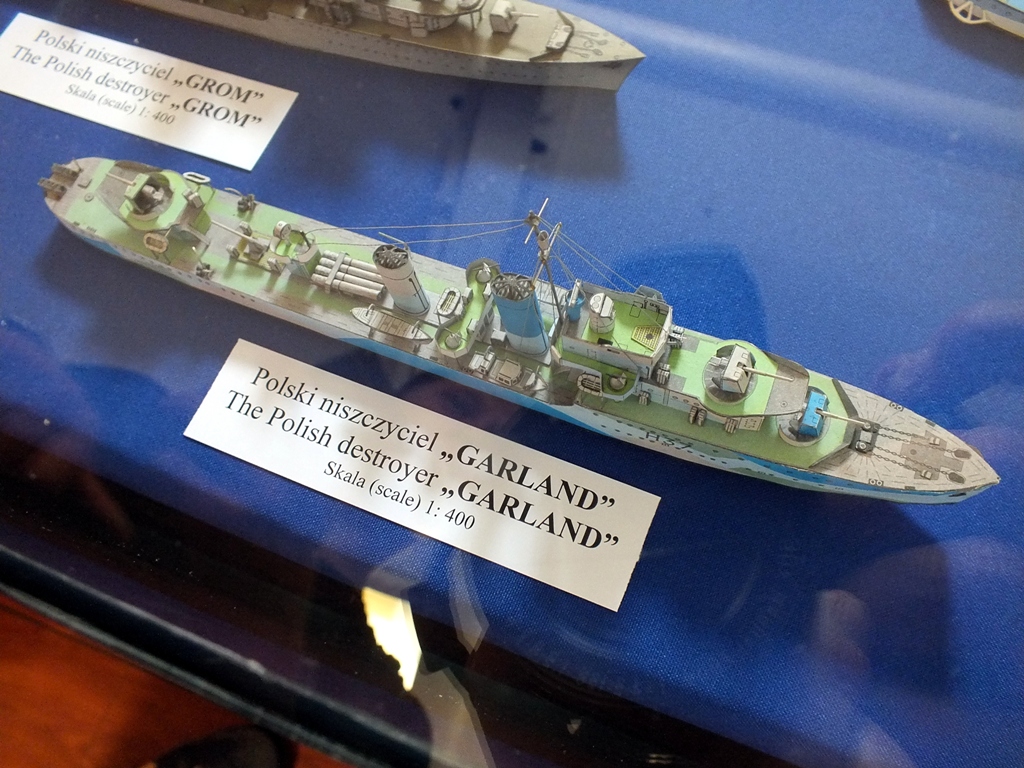 Polski niszczyciel „GROM”
The Polish destroyer „GROM”
Skala (scale) 1: 400
Polski niszczyciel „GARLAND”
The Polish destroyer „GARLAND”
Skala (scale) 1: 400
H37